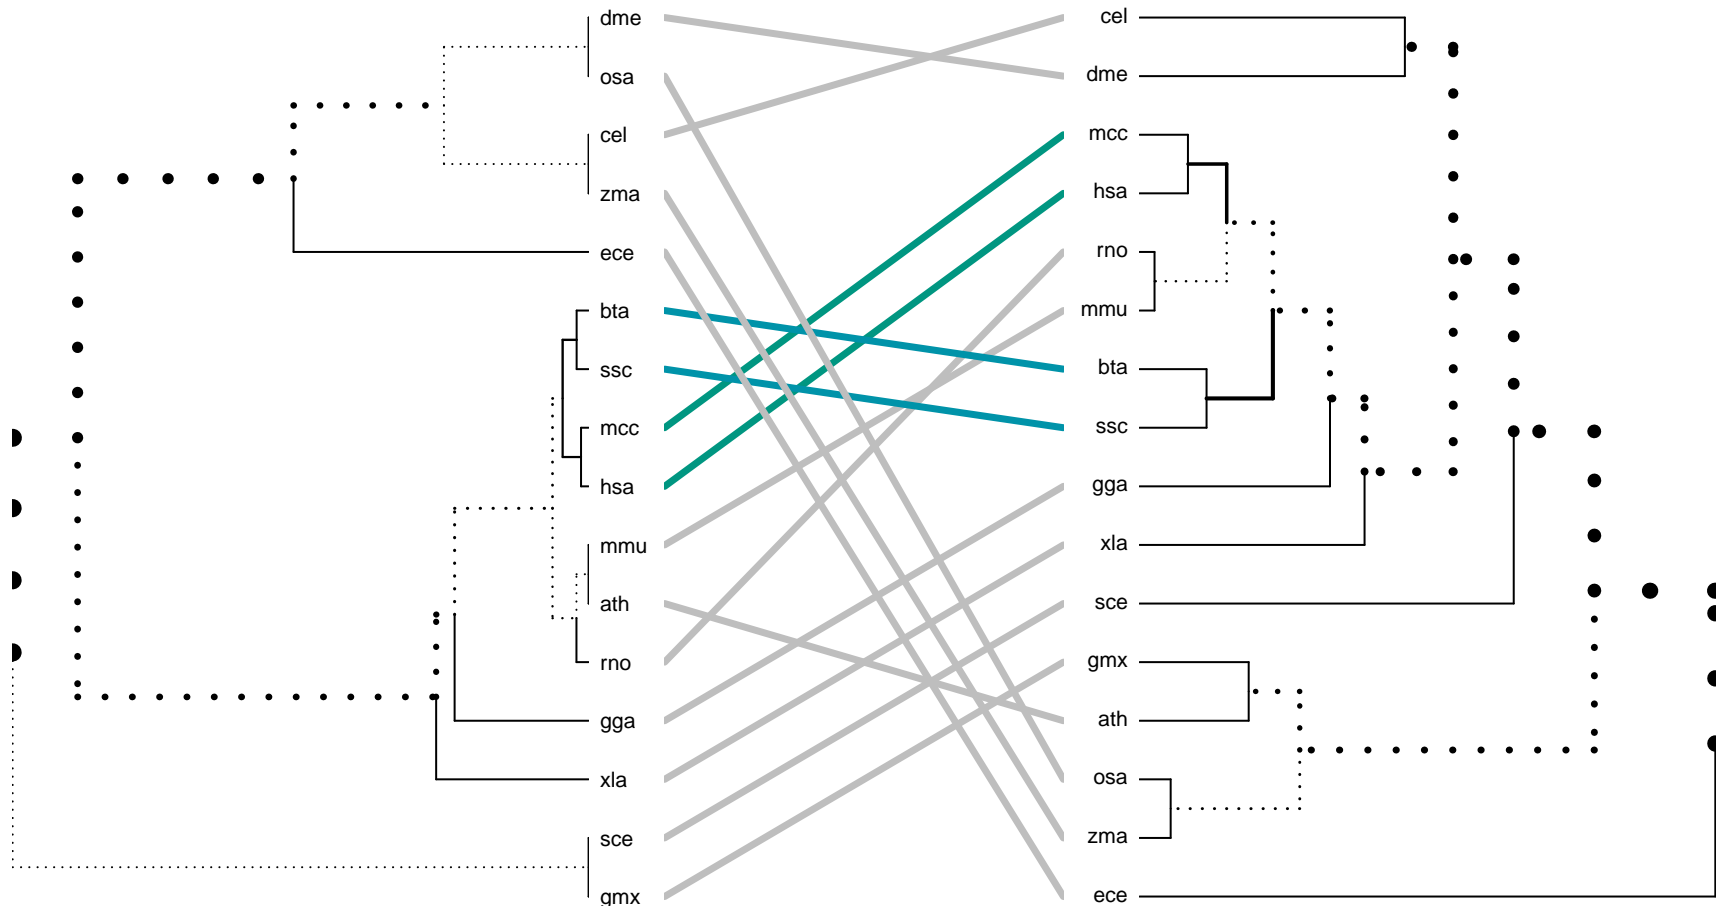 dme
osa
cel
zma
ece
bta
ssc
mcc
hsa
mmu
ath
rno
gga
xla
sce
gmx
cel
dme
mcc
hsa
rno
mmu
bta
ssc
gga
xla
sce
gmx
ath
osa
zma
ece